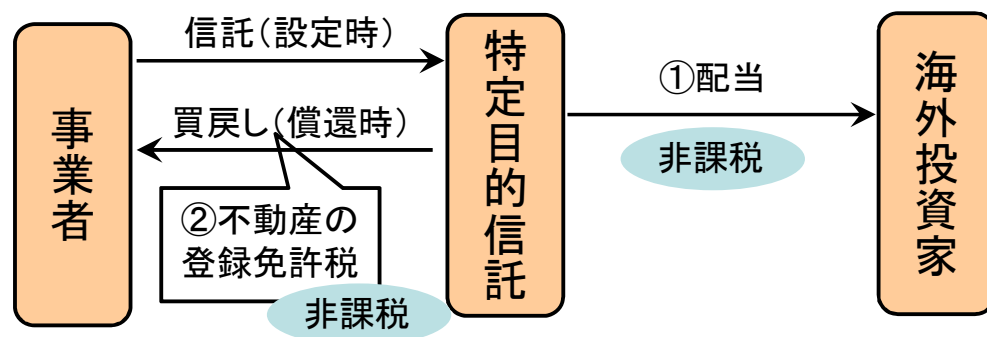 事業者
信託(設定時)
買戻し(償還時)
②不動産の
登録免許税
非課税
特定目的信託
①配当
非課税
海外投資家